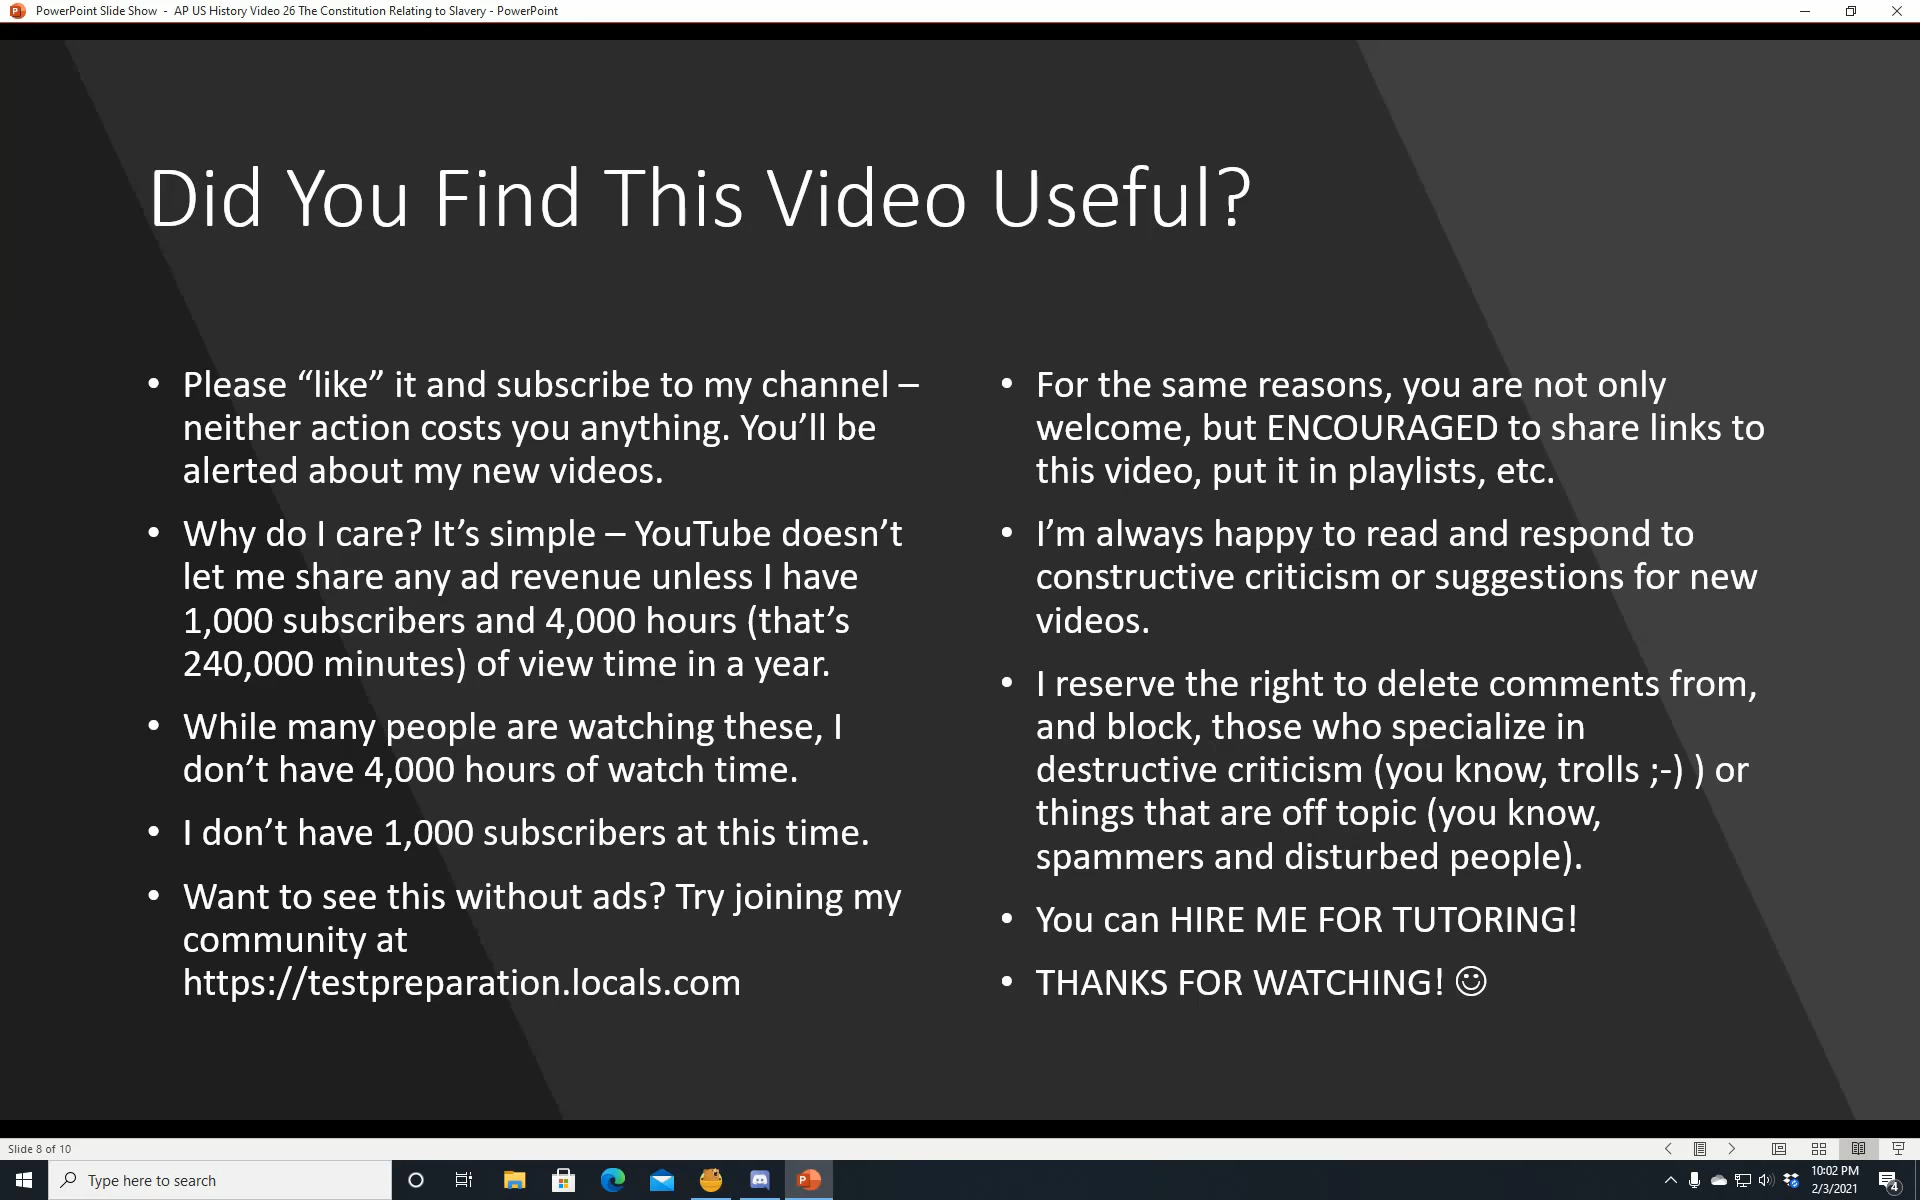 PowerPoint Slide Show - AP US History Video 26 The Constitution Relating to Slavery - PowerPoint
Did You Find This Video Useful?
• Please “like” it and subscribe to my channel –
neither action costs you anything. You’ll be
alerted about my new videos.
• Why do I care? It’s simple – YouTube doesn’t
let me share any ad revenue unless I have
1,000 subscribers and 4,000 hours (that’s
240,000 minutes) of view time in a year.
• While many people are watching these, I
don’t have 4,000 hours of watch time.
• I don’t have 1,000 subscribers at this time.
• Want to see this without ads? Try joining my
community at
https://testpreparation.locals.com
• For the same reasons, you are not only
welcome, but ENCOURAGED to share links to
this video, put it in playlists, etc.
• I’m always happy to read and respond to
constructive criticism or suggestions for new
videos.
• I reserve the right to delete comments from,
and block, those who specialize in
destructive criticism (you know, trolls ;-) ) or
things that are off topic (you know,
spammers and disturbed people).
• You can HIRE ME FOR TUTORING!
• THANKS FOR WATCHING! ☺
Slide 8 of 10
Type here to search
10:02 PM
2/3/2021
4